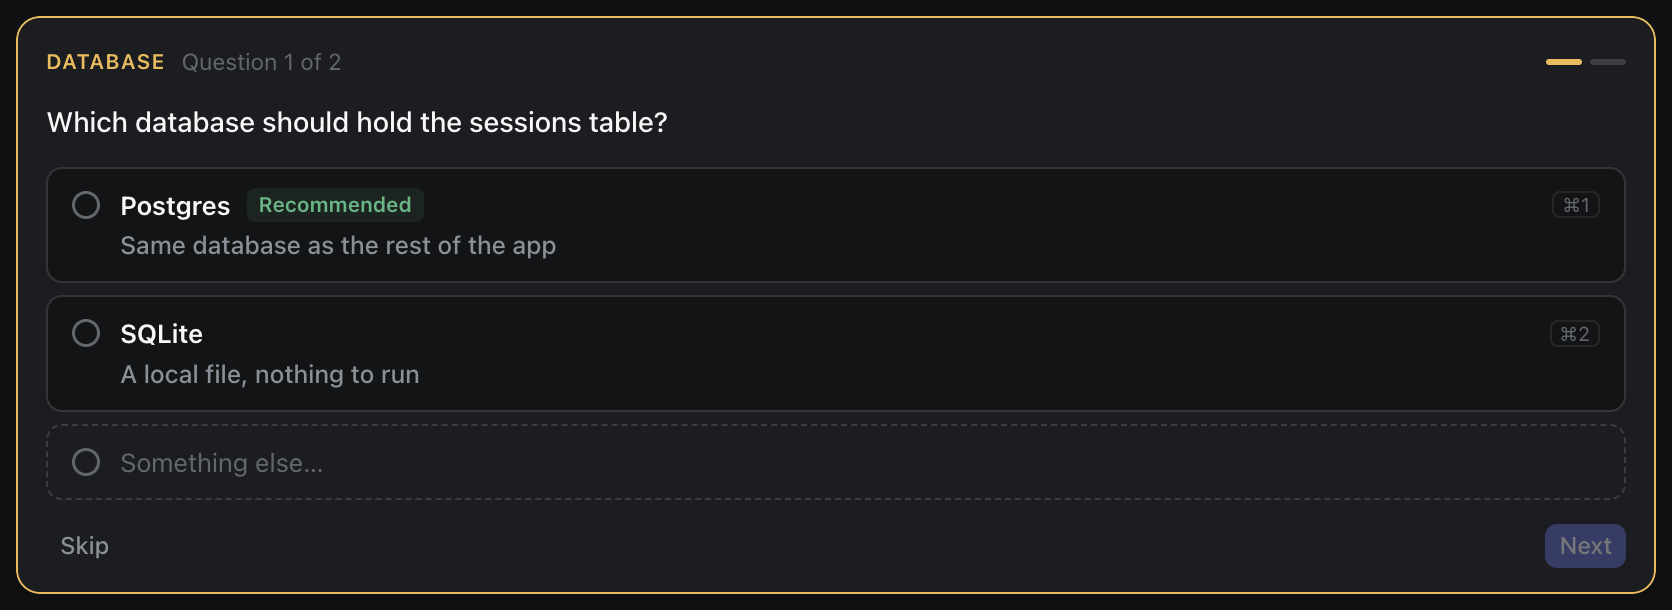 DATABASE Question 1 of 2
Which database should hold the sessions table?
Postgres Recommended ⌘1
Same database as the rest of the app
SQLite ⌘2
A local file, nothing to run
Something else...
Skip Next